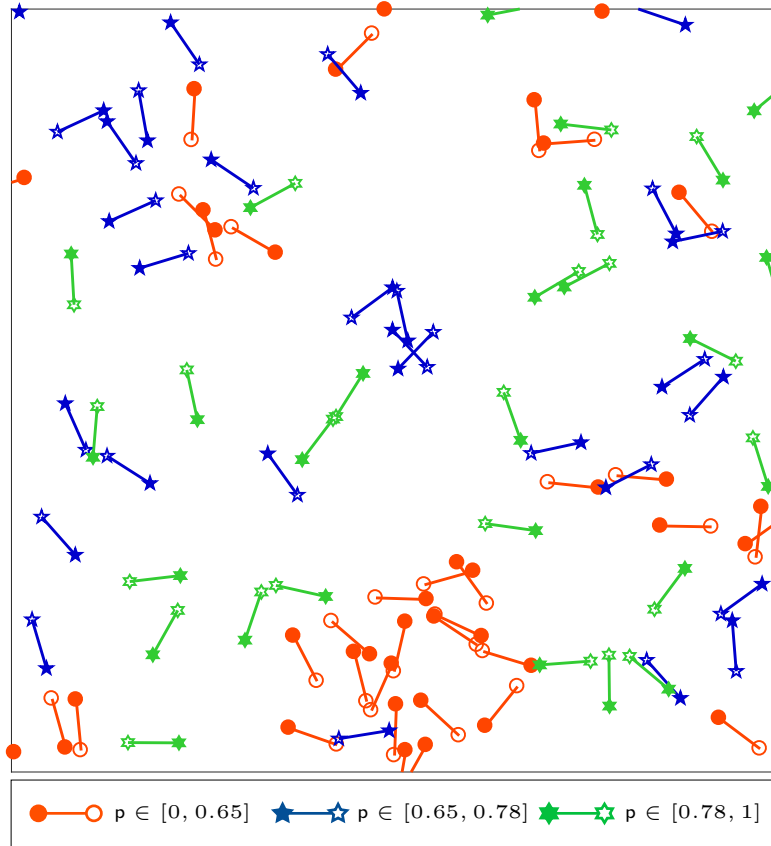 p ∈ [0, 0.65] p ∈ [0.65, 0.78] p ∈ [0.78, 1]